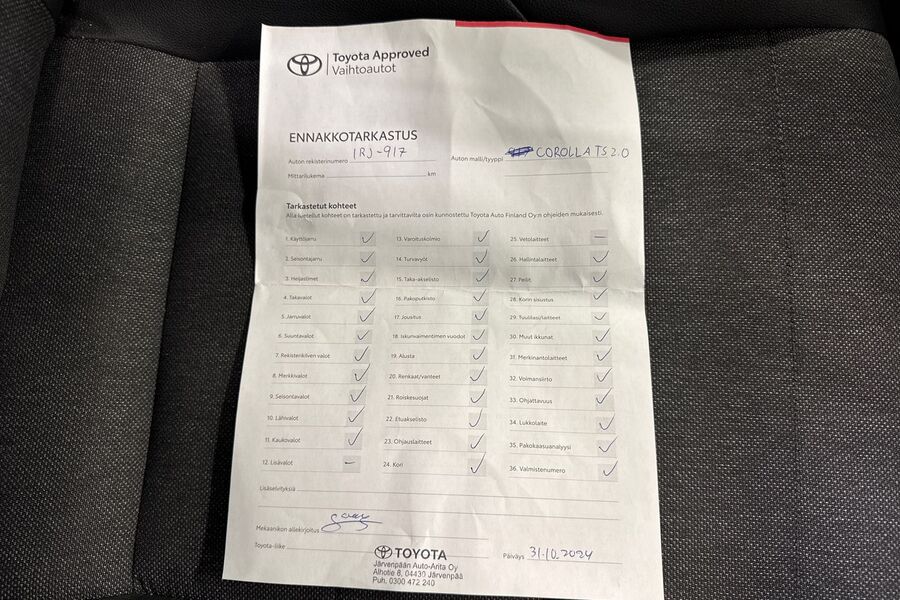 Toyota Approved
Vaihtoautot
ENNAKKOTARKASTUS
Auton rekisterinumero IRJ-917 Auton malli/tyyppi COROLLA TS 2.0
Mittarilukema km
Tarkastetut kohteet
Alla luetellut kohteet on tarkastettu ja tarvittavilta osin kunnostettu Toyota Auto Finland Oy:n ohjeiden mukaisesti.
1. Käyttöjarru ✓
2. Seisontajarru ✓
3. Heijastimet ✓
4. Takavalot ✓
5. Jarruvalot ✓
6. Suuntavalot ✓
7. Rekisterikilven valot ✓
8. Merkkivalot ✓
9. Seisontavalot ✓
10. Lähivalot ✓
11. Kaukovalot ✓
12. Lisävalot –
13. Varoituskolmio ✓
14. Turvavyöt ✓
15. Taka-akselisto ✓
16. Pakoputkisto ✓
17. Jousitus ✓
18. Iskunvaimentimen vuodot ✓
19. Alusta ✓
20. Renkaat/vanteet ✓
21. Roiskesuojat ✓
22. Etuakselisto ✓
23. Ohjauslaitteet ✓
24. Kori ✓
25. Vetolaitteet –
26. Hallintalaitteet ✓
27. Peilit ✓
28. Korin sisustus ✓
29. Tuulilasi/laitteet ✓
30. Muut ikkunat ✓
31. Merkinantolaitteet ✓
32. Voimansiirto ✓
33. Ohjattavuus ✓
34. Lukkolaite ✓
35. Pakokaasuanalyysi ✓
36. Valmistenumero ✓
Lisäselvityksiä
Mekaanikon allekirjoitus
Toyota-liike TOYOTA Päiväys 31.10.2024
Järvenpään Auto-Arita Oy
Alhotie 8, 04430 Järvenpää
Puh. 0300 472 240